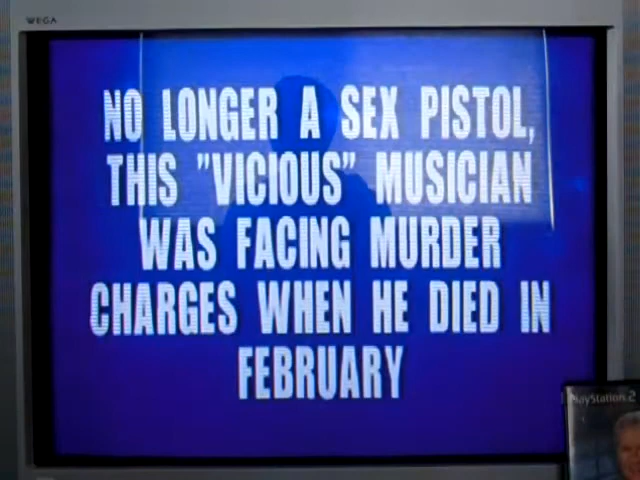 WEGA
NO LONGER A SEX PISTOL,
THIS "VICIOUS" MUSICIAN
WAS FACING MURDER
CHARGES WHEN HE DIED IN
FEBRUARY
PlayStation.2